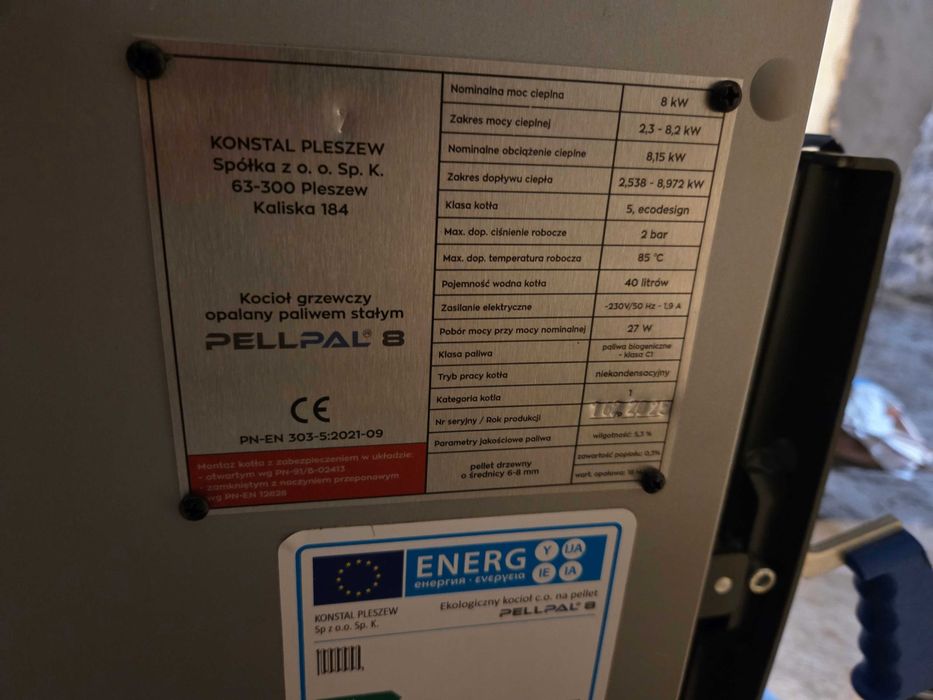 KONSTAL PLESZEW
Spółka z o. o. Sp. K.
63-300 Pleszew
Kaliska 184
Kocioł grzewczy
opalany paliwem stałym
PELLPAL® 8
CE
PN-EN 303-5:2021-09
Montaż kotła z zabezpieczeniem w układzie:
- otwartym wg PN-91/B-02413
- zamkniętym z naczyniem przeponowym
wg PN-EN 12828
Nominalna moc cieplna 8 kW
Zakres mocy cieplnej 2,3 - 8,2 kW
Nominalne obciążenie cieplne 8,15 kW
Zakres dopływu ciepła 2,538 - 8,972 kW
Klasa kotła 5, ecodesign
Max. dop. ciśnienie robocze 2 bar
Max. dop. temperatura robocza 85 °C
Pojemność wodna kotła 40 litrów
Zasilanie elektryczne ~230V/50 Hz - 1,9 A
Pobór mocy przy mocy nominalnej 27 W
Klasa paliwa paliwa biogeniczne
- klasa C1
Tryb pracy kotła niekondensacyjny
Kategoria kotła 1
Nr seryjny / Rok produkcji
Parametry jakościowe paliwa wilgotność: 5,3 %
pellet drzewny
o średnicy 6-8 mm
zawartość popiołu: 0,3%
wart. opałowa: 18
ENERG
енергия · ενεργεια
Y IJA
IE IA
KONSTAL PLESZEW
Sp z o.o. Sp. K.
Ekologiczny kocioł c.o. na pellet
PELLPAL® 8